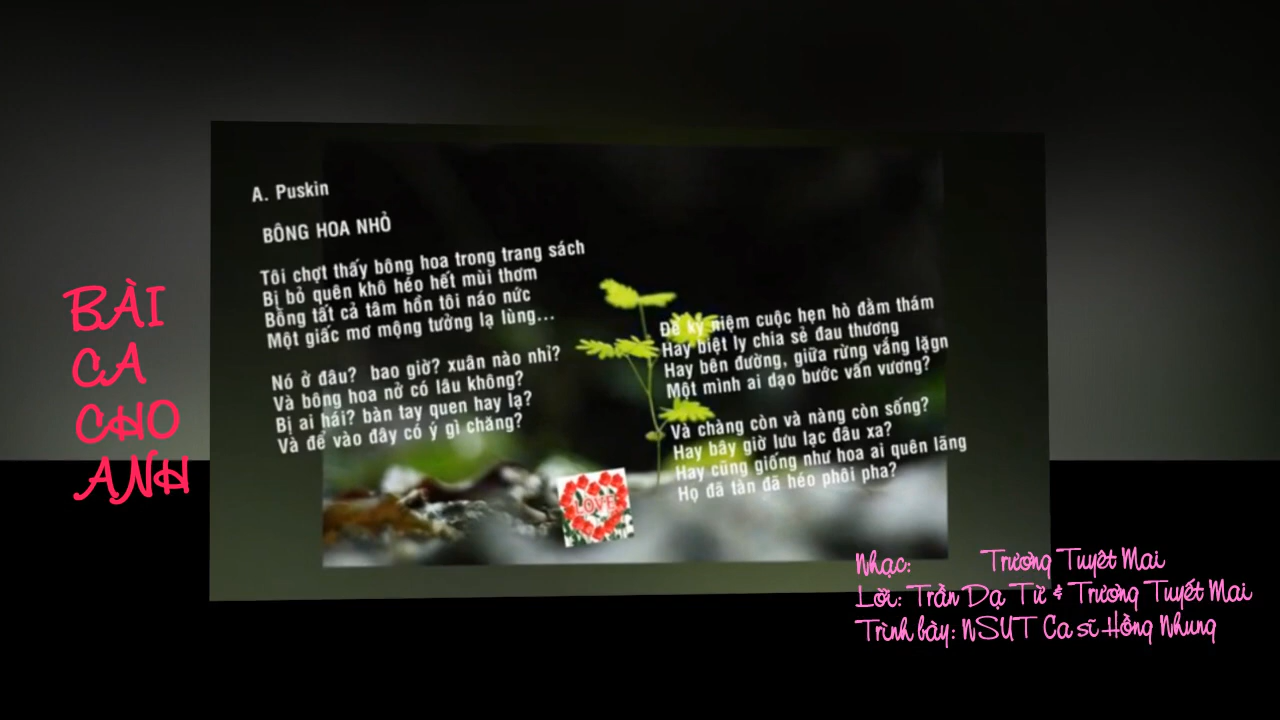 BÀI
CA
CHO
ANH
A. Puskin
BÔNG HOA NHỎ
Tôi chợt thấy bông hoa trong trang sách
Bị bỏ quên khô héo hết mùi thơm
Bỗng tất cả tâm hồn tôi náo nức
Một giấc mơ mộng tưởng lạ lùng...
Nó ở đâu? bao giờ? xuân nào nhỉ?
Và bông hoa nở có lâu không?
Bị ai hái? bàn tay quen hay lạ?
Và để vào đây có ý gì chăng?
Để kỷ niệm cuộc hẹn hò đằm thắm
Hay biệt ly chia sẻ đau thương
Hay bên đường, giữa rừng vắng lặgn
Một mình ai dạo bước vấn vương?
Và chàng còn và nàng còn sống?
Hay bây giờ lưu lạc đâu xa?
Hay cũng giống như hoa ai quên lãng
Họ đã tàn đã héo phôi pha?
LOVE
Nhạc: Trương Tuyết Mai
Lời: Trần Dạ Từ & Trương Tuyết Mai
Trình bày: NSUT Ca sĩ Hồng Nhung